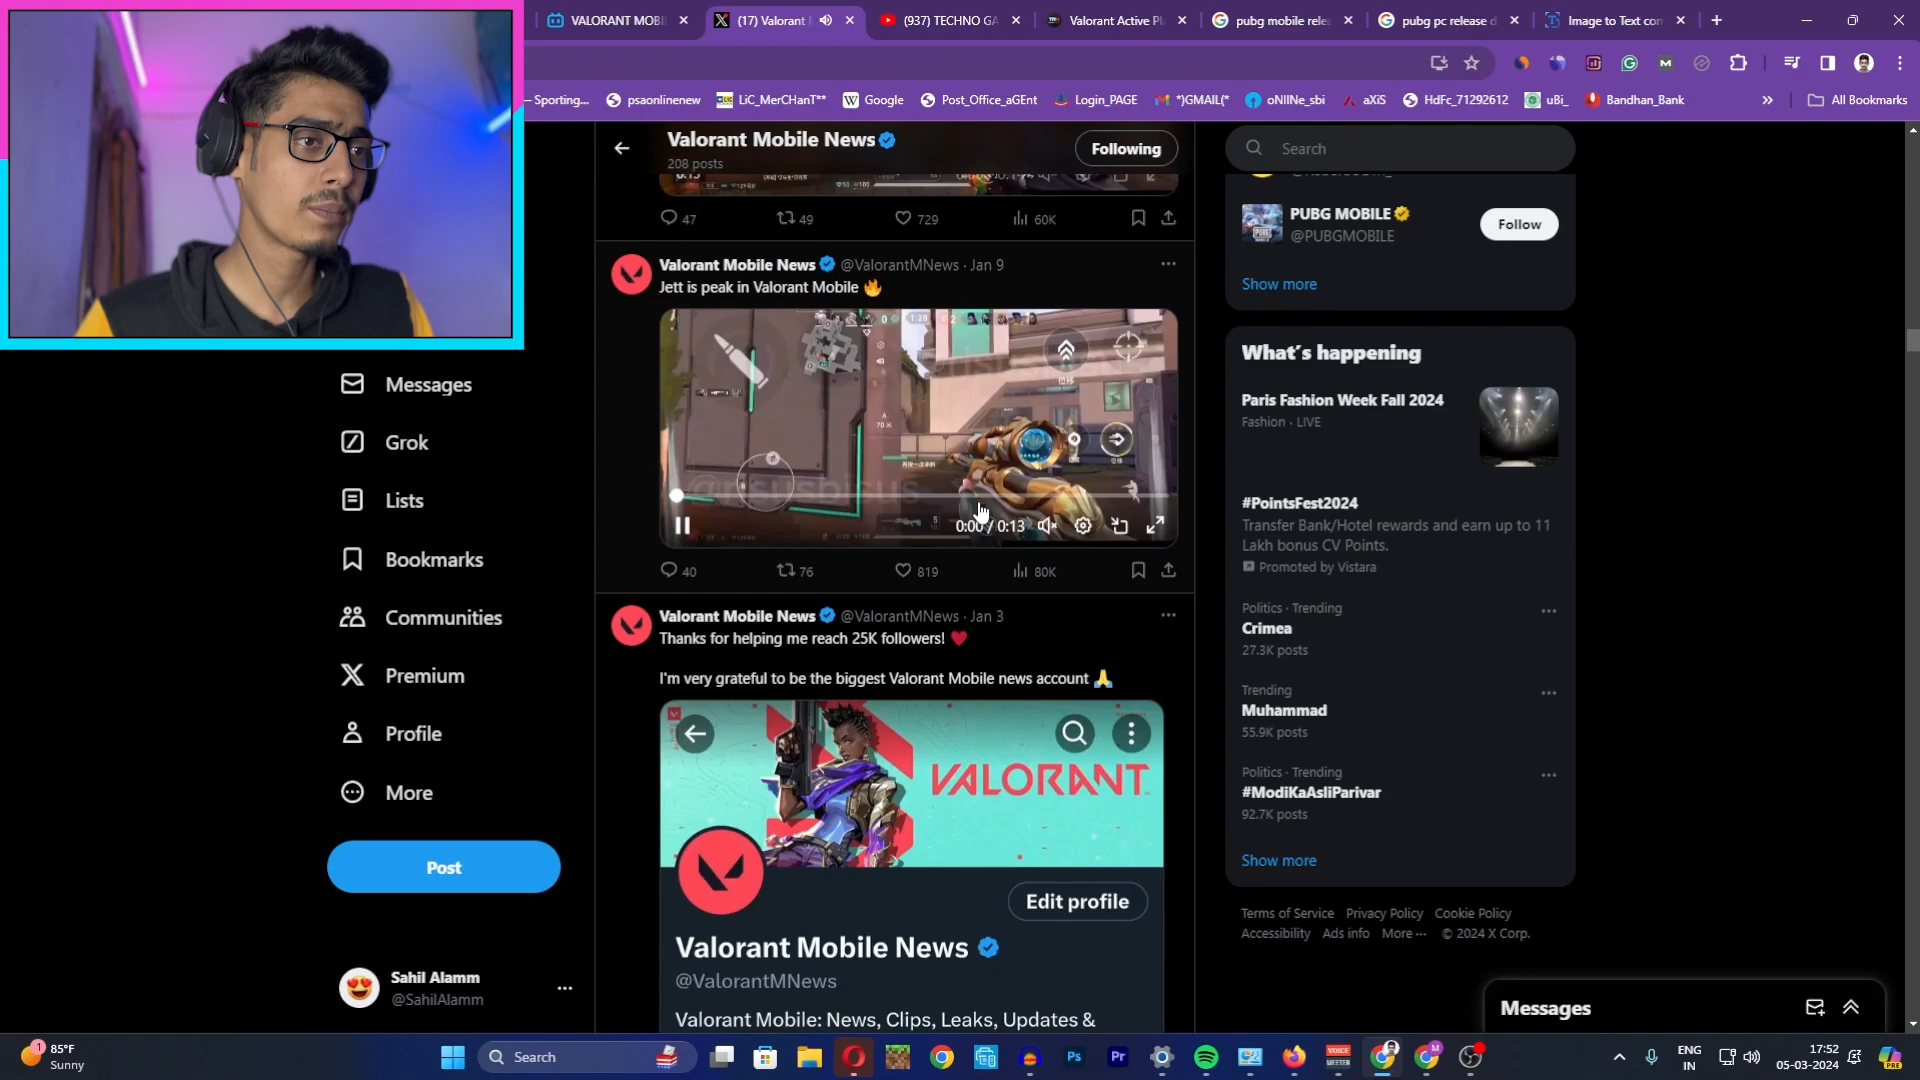 VALORANT MOBI
(17) Valorant
(937) TECHNO GA
Valorant Active Pl
pubg mobile rele
pubg pc release d
Image to Text con
– Sporting...
psaonlinenew
LiC_MerCHanT**
Google
Post_Office_aGEnt
Login_PAGE
*)GMAIL(*
oNlINe_sbi
aXiS
HdFc_71292612
uBi_
Bandhan_Bank
All Bookmarks
Valorant Mobile News
208 posts
Following
47
49
729
60K
Valorant Mobile News @ValorantMNews · Jan 9
Jett is peak in Valorant Mobile 🔥
1:28
0:00 / 0:13
40
76
819
80K
Valorant Mobile News @ValorantMNews · Jan 3
Thanks for helping me reach 25K followers! ♥
I'm very grateful to be the biggest Valorant Mobile news account 🙏
VALORANT
Edit profile
Valorant Mobile News
@ValorantMNews
Valorant Mobile: News, Clips, Leaks, Updates &
Messages
Grok
Lists
Bookmarks
Communities
Premium
Profile
More
Post
Sahil Alamm
@SahilAlamm
Search
PUBG MOBILE
@PUBGMOBILE
Follow
Show more
What's happening
Paris Fashion Week Fall 2024
Fashion · LIVE
#PointsFest2024
Transfer Bank/Hotel rewards and earn up to 11
Lakh bonus CV Points.
Promoted by Vistara
Politics · Trending
Crimea
27.3K posts
Trending
Muhammad
55.9K posts
Politics · Trending
#ModiKaAsliParivar
92.7K posts
Show more
Terms of Service Privacy Policy Cookie Policy
Accessibility Ads info More ··· © 2024 X Corp.
Messages
1
85°F
Sunny
Search
Ps
Pr
ENG
IN
17:52
05-03-2024